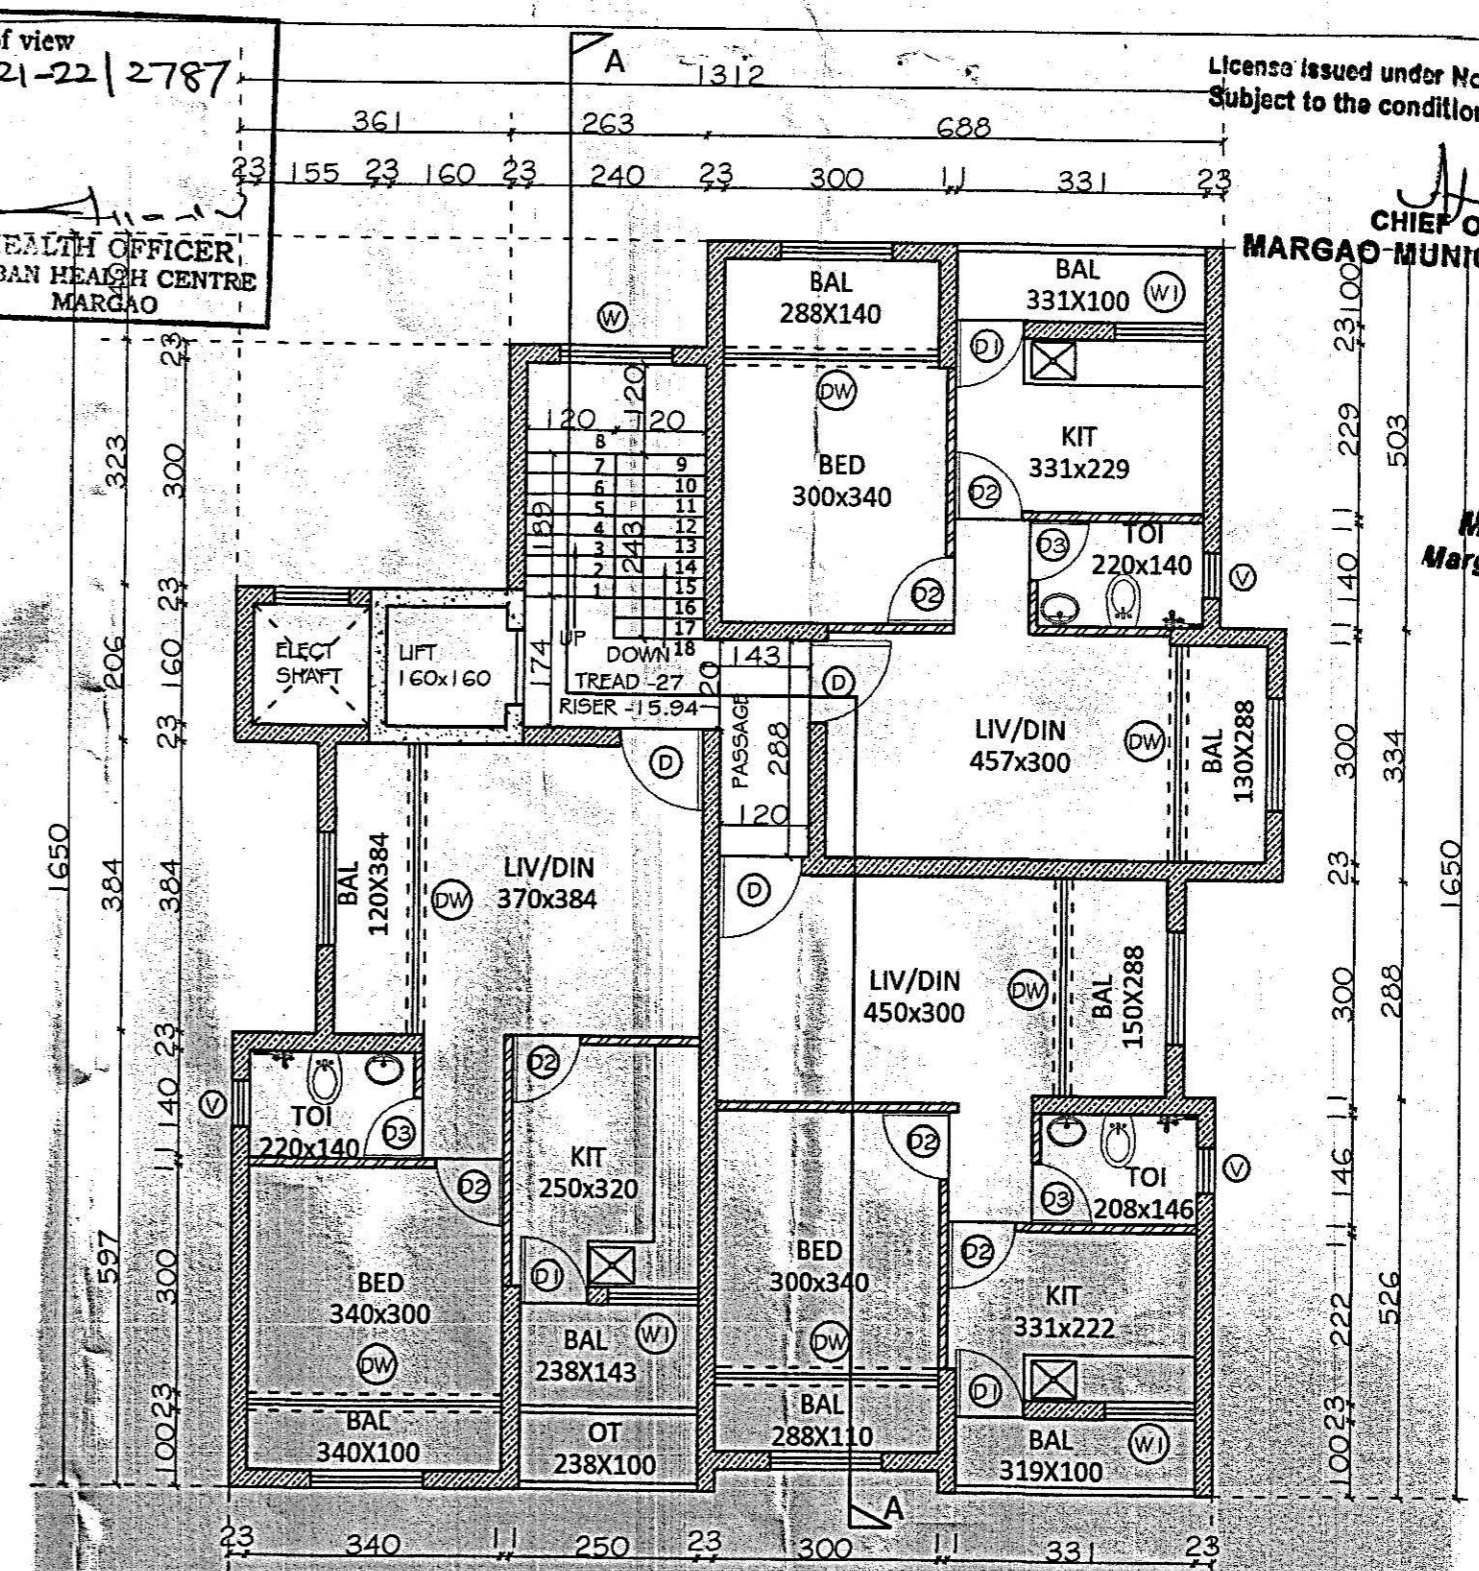 of view
21-22/2787
HEALTH OFFICER
BAN HEALTH CENTRE
MARGAO
License issued under No
Subject to the condition
CHIEF O
MARGAO MUNIC
M
Marg
A
1312
361 263 688
23 155 23 160 23 240 23 300 11 331 23
BAL
288X140
BAL
331X100
W1
W
D1
DW
120
120 120
KIT
331x229
BED
300x340
D2
8
7 9
6 10
5 11
4 12
3 13
2 14
1 15
16
17
18
189
243
D3
TOI
220x140
V
D2
ELECT
SHAFT
LIFT
160x160
174
UP
DOWN
TREAD -27
RISER -15.94
20
143
D
PASSAGE
288
120
LIV/DIN
457x300
DW
BAL
130X288
D
BAL
120X384
DW
LIV/DIN
370x384
D
LIV/DIN
450x300
DW
BAL
150X288
V
TOI
220x140
D3
D2
KIT
250x320
D2
D2
D3
TOI
208x146
V
BED
340x300
DW
D1
BED
300x340
DW
D2
KIT
331x222
BAL
238X143
W1
D1
BAL
340X100
OT
238X100
BAL
288X110
BAL
319X100
W1
A
1650
323
206
384
597
23
300
23
160
23
384
23
140
11
300
23
100
100
23
229
11
140
11
300
23
300
11
146
11
222
23
100
503
334
288
526
1650
23 340 11 250 23 300 11 331 23